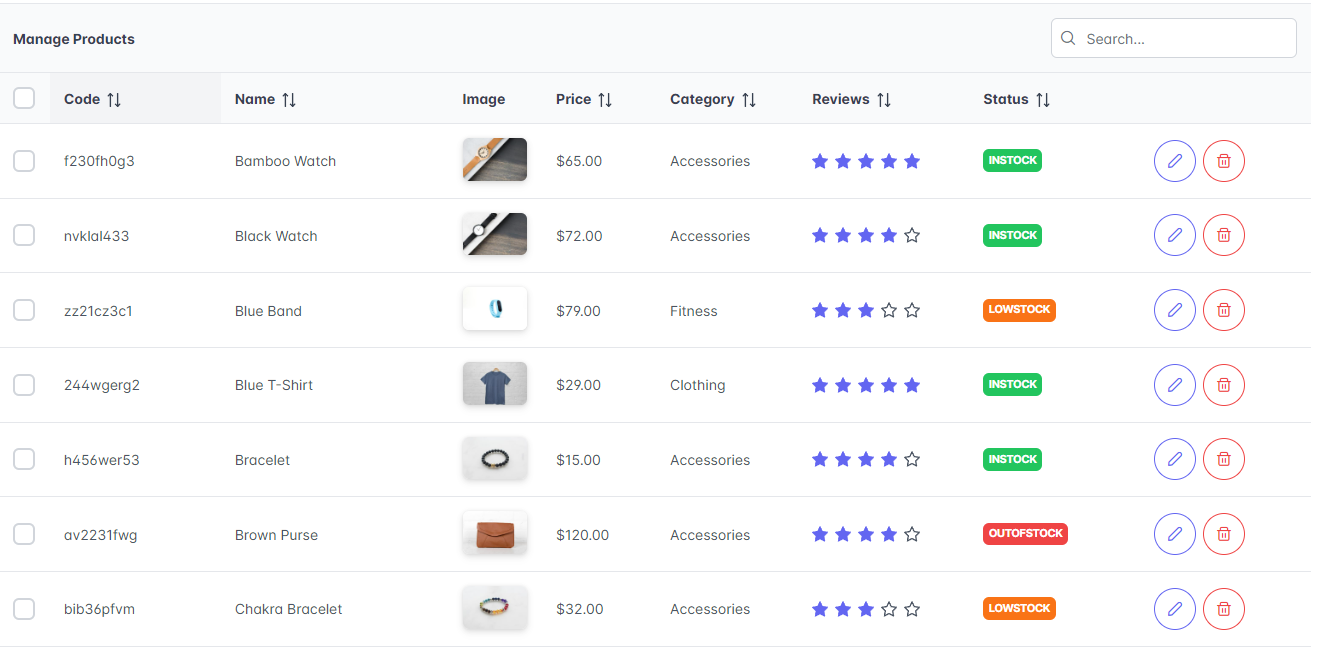 Manage Products
Search...
Code Name Image Price Category Reviews Status
f230fh0g3 Bamboo Watch $65.00 Accessories INSTOCK
nvklal433 Black Watch $72.00 Accessories INSTOCK
zz21cz3c1 Blue Band $79.00 Fitness LOWSTOCK
244wgerg2 Blue T-Shirt $29.00 Clothing INSTOCK
h456wer53 Bracelet $15.00 Accessories INSTOCK
av2231fwg Brown Purse $120.00 Accessories OUTOFSTOCK
bib36pfvm Chakra Bracelet $32.00 Accessories LOWSTOCK